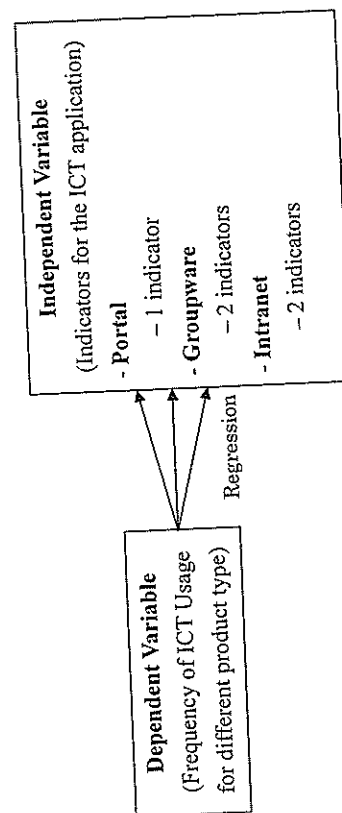 Dependent Variable
(Frequency of ICT Usage
for different product type)
Regression
Independent Variable
(Indicators for the ICT application)
- Portal
– 1 indicator
- Groupware
– 2 indicators
- Intranet
– 2 indicators